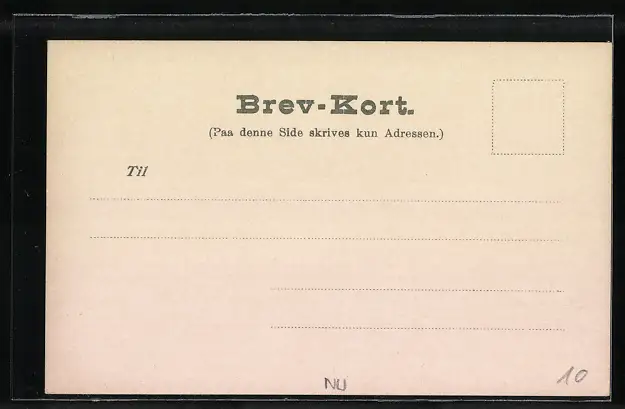 Brev-Kort.
(Paa denne Side skrives kun Adressen.)
Til
NU
10